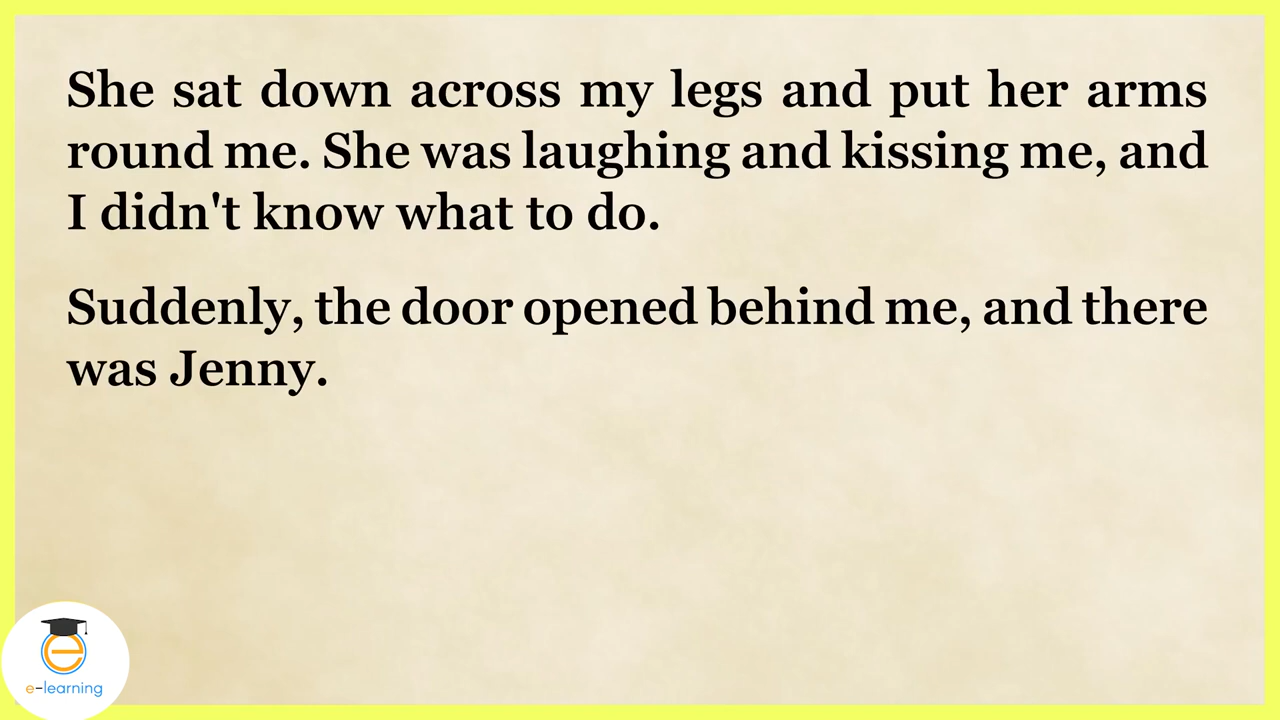 She sat down across my legs and put her arms
round me. She was laughing and kissing me, and
I didn't know what to do.
Suddenly, the door opened behind me, and there
was Jenny.
e
e-learning